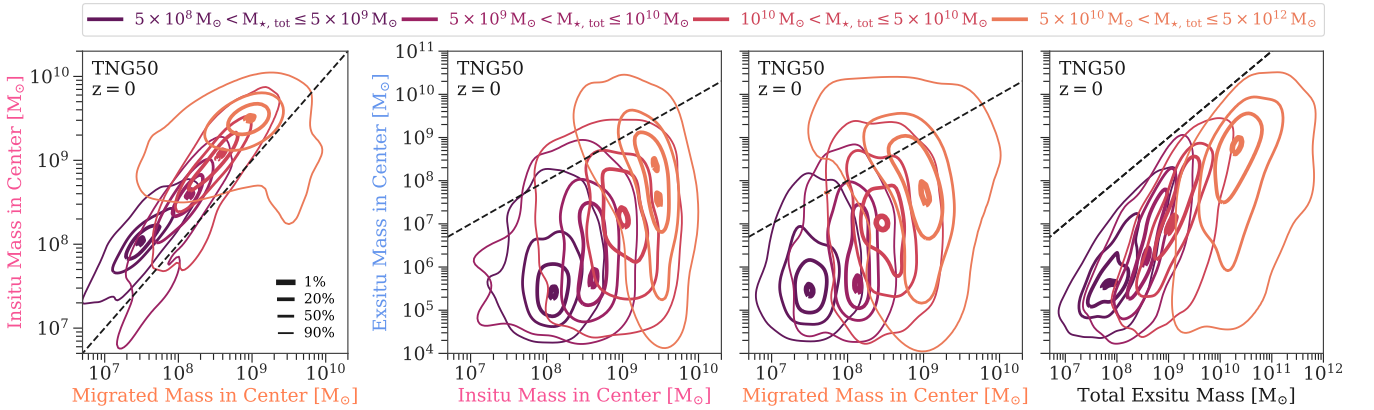 5 × 10⁸ M⊙ < M⋆, tot ≤ 5 × 10⁹ M⊙
5 × 10⁹ M⊙ < M⋆, tot ≤ 10¹⁰ M⊙
10¹⁰ M⊙ < M⋆, tot ≤ 5 × 10¹⁰ M⊙
5 × 10¹⁰ M⊙ < M⋆, tot ≤ 5 × 10¹² M⊙
Insitu Mass in Center [M⊙]
10¹⁰
10⁹
10⁸
10⁷
TNG50
z = 0
1%
20%
50%
90%
10⁷ 10⁸ 10⁹ 10¹⁰
Migrated Mass in Center [M⊙]
Exsitu Mass in Center [M⊙]
10¹¹
10¹⁰
10⁹
10⁸
10⁷
10⁶
10⁵
10⁴
TNG50
z = 0
10⁷ 10⁸ 10⁹ 10¹⁰
Insitu Mass in Center [M⊙]
TNG50
z = 0
10⁷ 10⁸ 10⁹ 10¹⁰
Migrated Mass in Center [M⊙]
TNG50
z = 0
10⁷ 10⁸ 10⁹ 10¹⁰ 10¹¹ 10¹²
Total Exsitu Mass [M⊙]